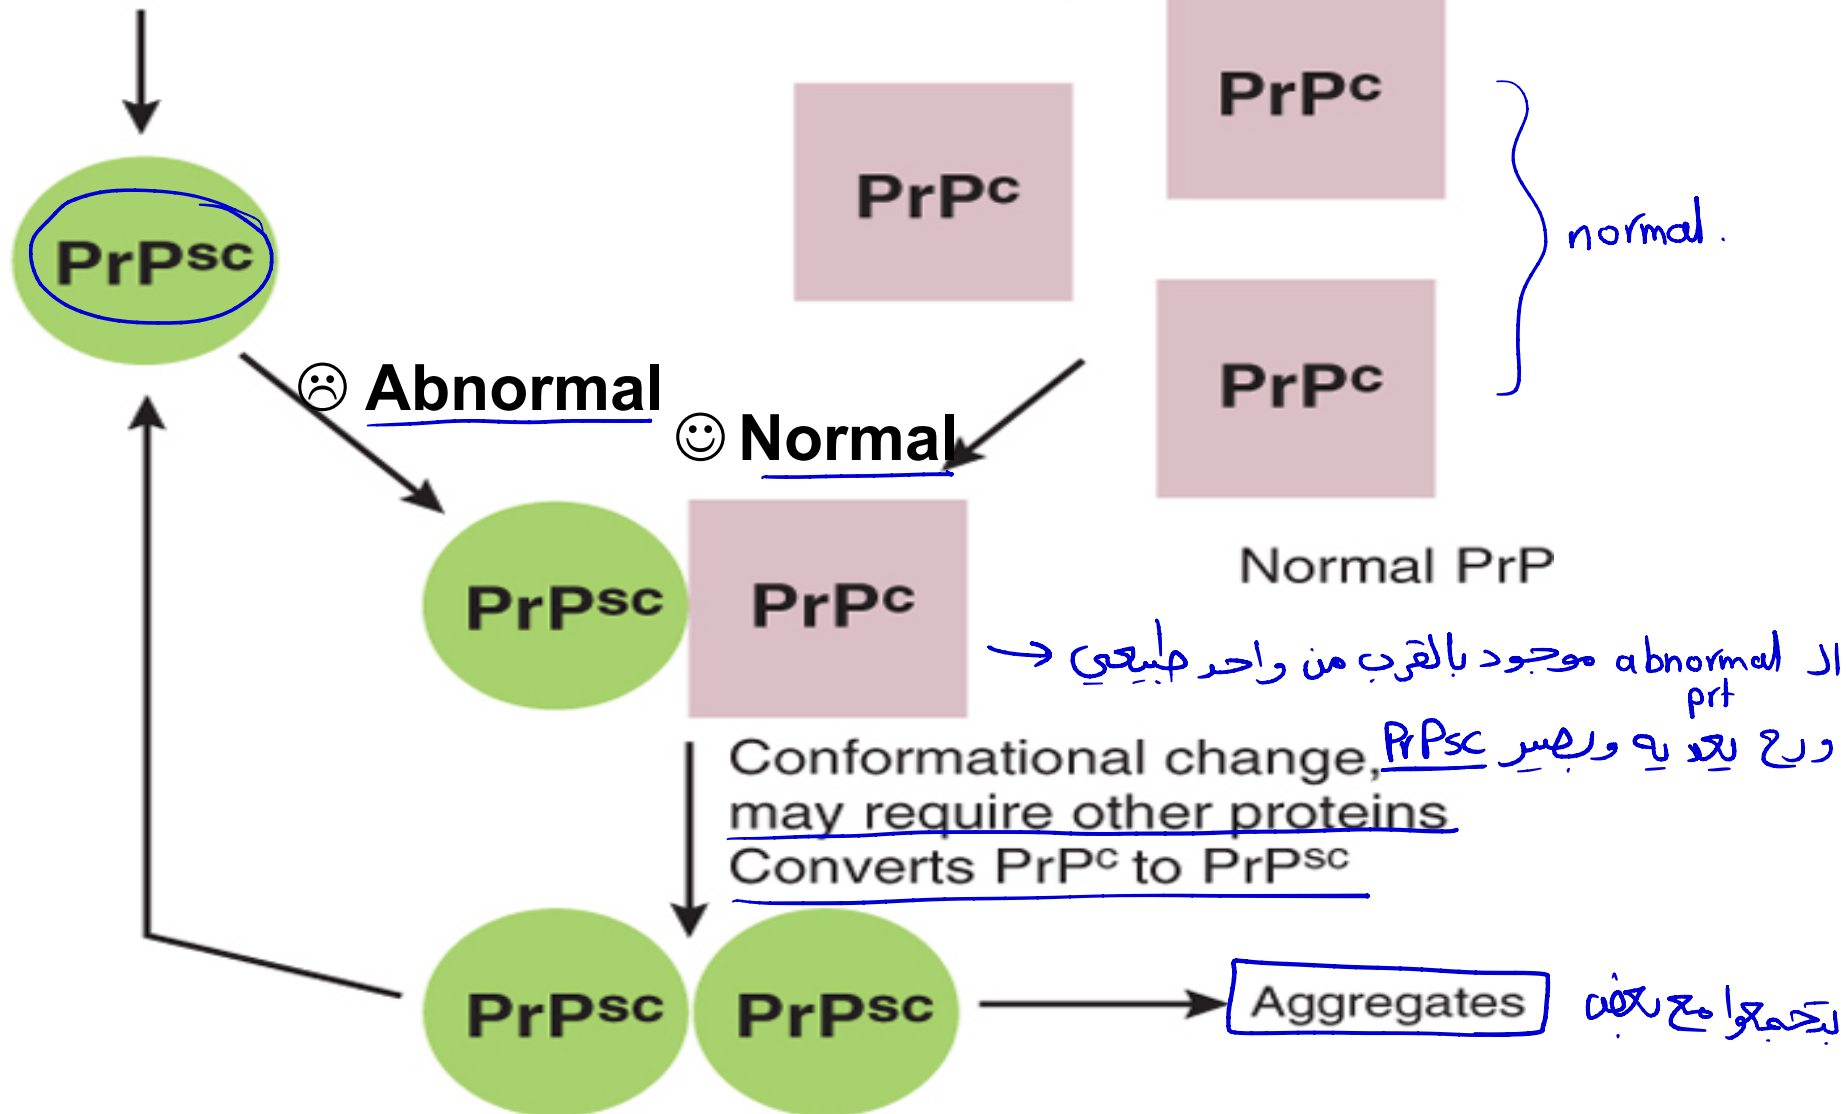 PrPc
PrPc
normal.
PrPsc
PrPc
Abnormal
Normal
Normal PrP
PrPsc
PrPc
الـ abnormal prt موجود بالقرب من واحد طبيعي →
ورح يعديه ويصير PrPsc
Conformational change,
may require other proteins
Converts PrPc to PrPsc
PrPsc
PrPsc
Aggregates
بتجمعوا مع بعض